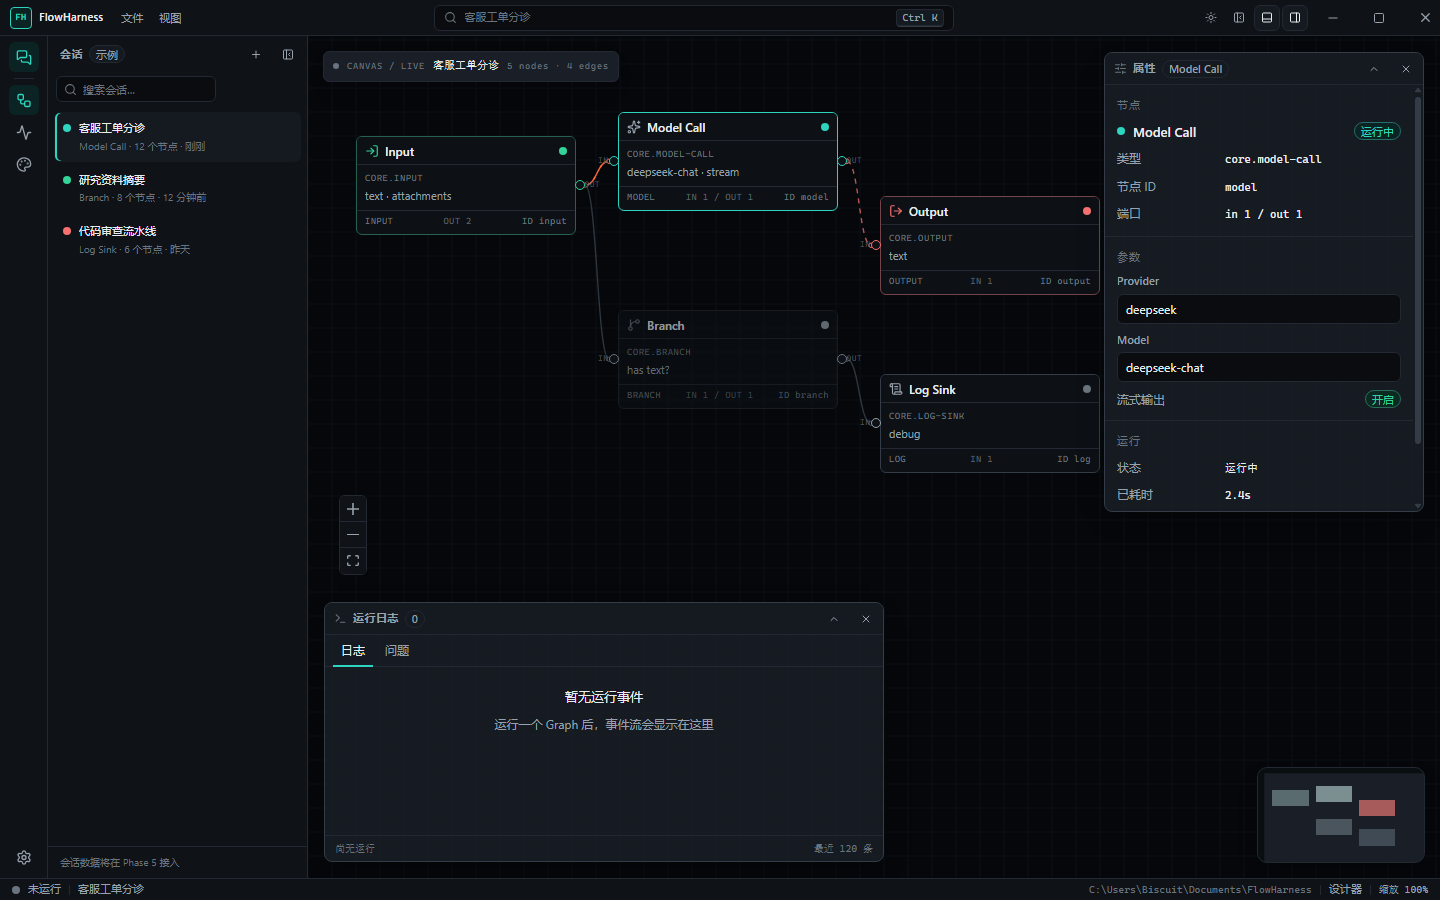 FH FlowHarness 文件 视图
客服工单分诊 Ctrl K
会话 示例
搜索会话...
客服工单分诊
Model Call · 12 个节点 · 刚刚
研究资料摘要
Branch · 8 个节点 · 12 分钟前
代码审查流水线
Log Sink · 6 个节点 · 昨天
会话数据将在 Phase 5 接入
CANVAS / LIVE 客服工单分诊 5 nodes · 4 edges
Input
CORE.INPUT
text · attachments
INPUT OUT 2 ID input
OUT
IN
Model Call
CORE.MODEL-CALL
deepseek-chat · stream
MODEL IN 1 / OUT 1 ID model
OUT
IN
Output
CORE.OUTPUT
text
OUTPUT IN 1 ID output
IN
Branch
CORE.BRANCH
has text?
BRANCH IN 1 / OUT 1 ID branch
OUT
IN
Log Sink
CORE.LOG-SINK
debug
LOG IN 1 ID log
属性 Model Call
节点
Model Call 运行中
类型 core.model-call
节点 ID model
端口 in 1 / out 1
参数
Provider
deepseek
Model
deepseek-chat
流式输出 开启
运行
状态 运行中
已耗时 2.4s
运行日志 0
日志 问题
暂无运行事件
运行一个 Graph 后，事件流会显示在这里
尚无运行 最近 120 条
未运行 客服工单分诊
C:\Users\Biscuit\Documents\FlowHarness 设计器 缩放 100%